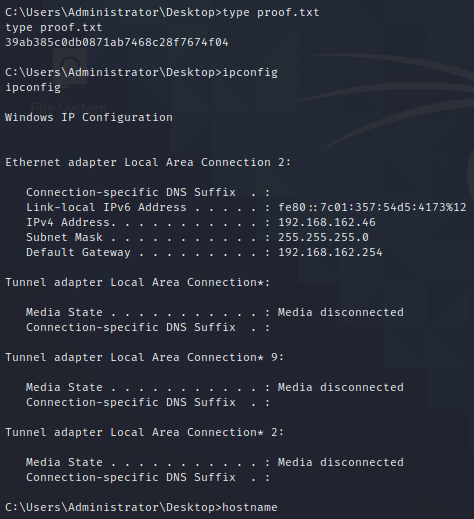 C:\Users\Administrator\Desktop>type proof.txt
type proof.txt
39ab385c0db0871ab7468c28f7674f04
C:\Users\Administrator\Desktop>ipconfig
ipconfig
File System
Windows IP Configuration
Ethernet adapter Local Area Connection 2:
   Connection-specific DNS Suffix  . :
   Link-local IPv6 Address . . . . . : fe80::7c01:357:54d5:4173%12
   IPv4 Address. . . . . . . . . . . : 192.168.162.46
   Subnet Mask . . . . . . . . . . . : 255.255.255.0
   Default Gateway . . . . . . . . . : 192.168.162.254
Tunnel adapter Local Area Connection*:
   Media State . . . . . . . . . . . : Media disconnected
   Connection-specific DNS Suffix  . :
Tunnel adapter Local Area Connection* 9:
   Media State . . . . . . . . . . . : Media disconnected
   Connection-specific DNS Suffix  . :
Tunnel adapter Local Area Connection* 2:
   Media State . . . . . . . . . . . : Media disconnected
   Connection-specific DNS Suffix  . :
C:\Users\Administrator\Desktop>hostname